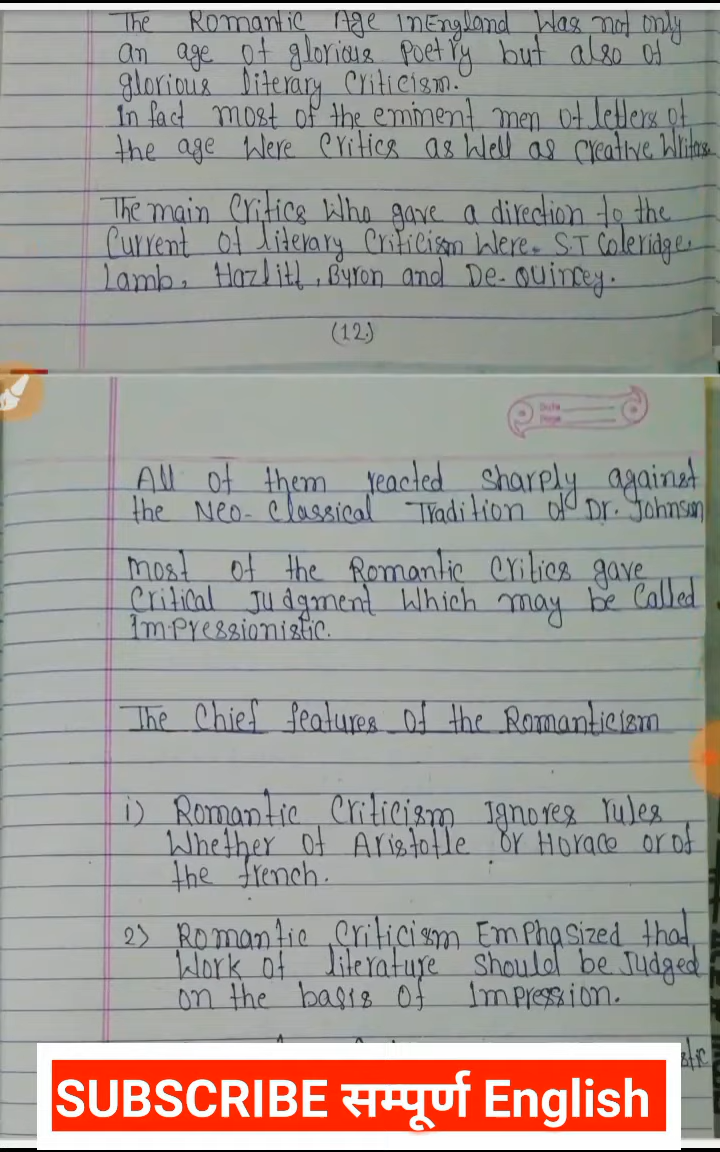 The Romantic Age in England was not only
an age of glorious poetry but also of
glorious literary criticism.
In fact most of the eminent men of letters of
the age were critics as well as creative Writers
The main Critics who gave a direction to the
Current of literary Criticism were. S.T Coleridge.
Lamb, Hazlitt, Byron and De-Quincey.
(12.)
Date
Page
All of them reacted sharply against
the Neo-Classical Tradition of Dr. Johnson
most of the Romantic Critics gave
Critical Judgment which may be Called
Impressionistic.
The Chief features of the Romanticism
i) Romantic Criticism Ignores rules
Whether of Aristotle or Horace or of
the french.
2) Romantic Criticism Emphasized that
Work of literature should be Judged
on the basis of Impression.
SUBSCRIBE सम्पूर्ण English